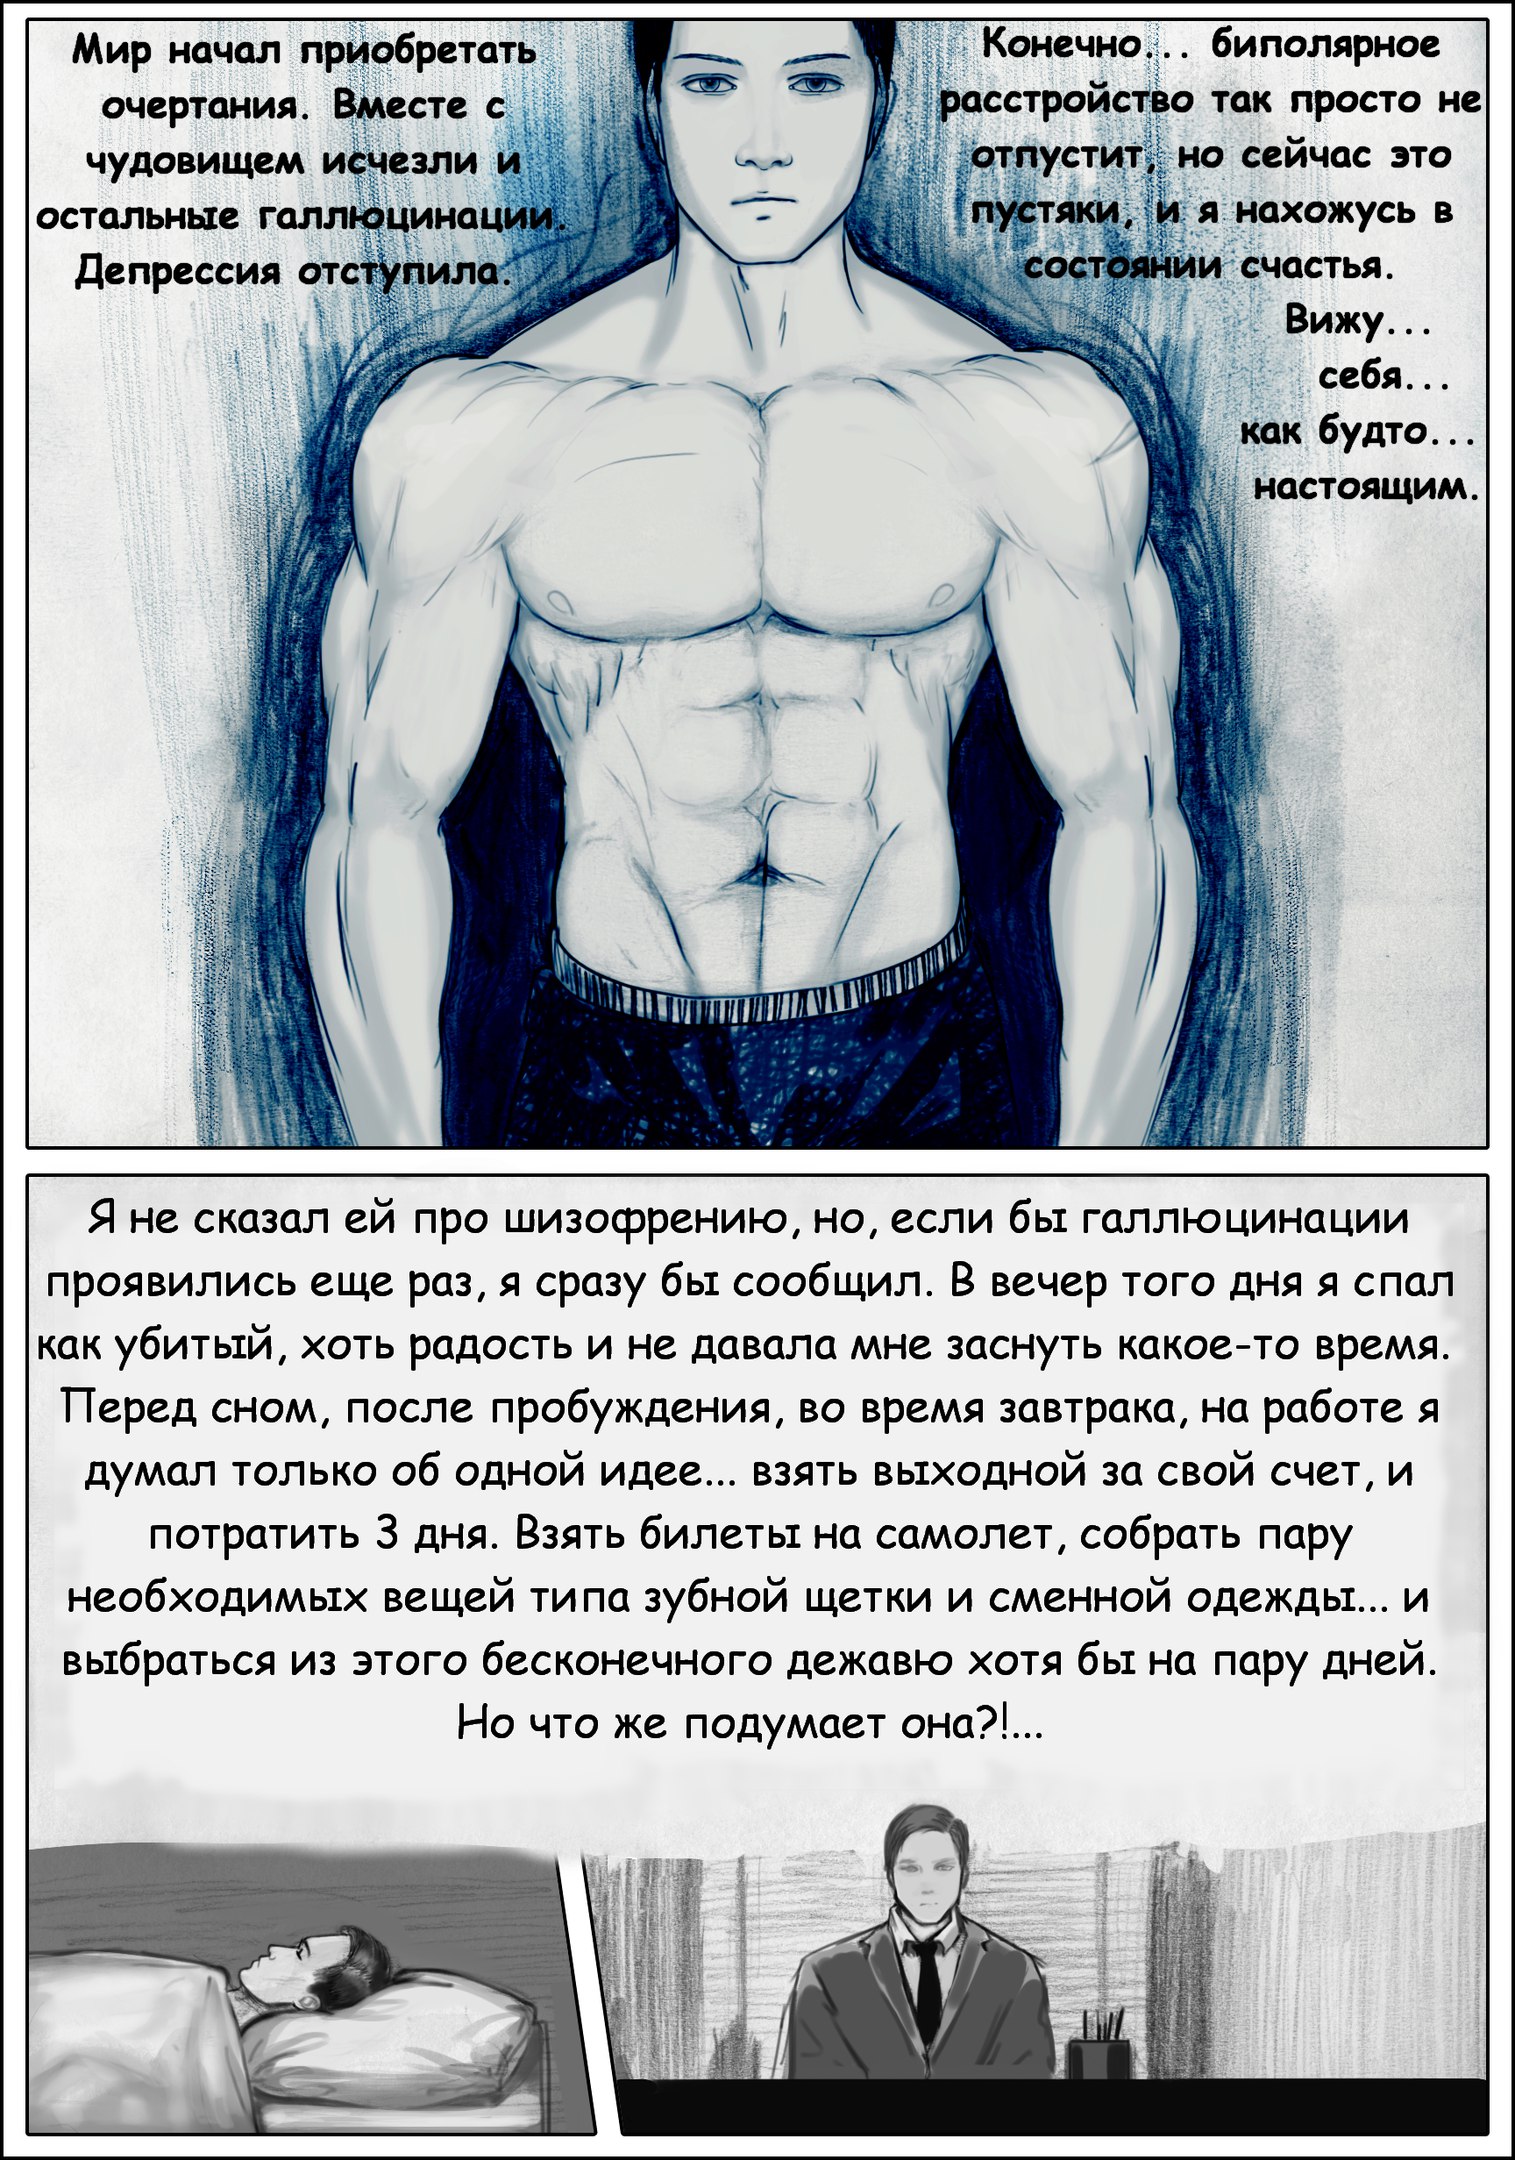 Мир начал приобретать
очертания. Вместе с
чудовищем исчезли и
остальные галлюцинации.
Депрессия отступила.
Конечно... биполярное
расстройство так просто не
отпустит, но сейчас это
пустяки, и я нахожусь в
состоянии счастья.
Вижу...
себя...
как будто...
настоящим.
Я не сказал ей про шизофрению, но, если бы галлюцинации
проявились еще раз, я сразу бы сообщил. В вечер того дня я спал
как убитый, хоть радость и не давала мне заснуть какое-то время.
Перед сном, после пробуждения, во время завтрака, на работе я
думал только об одной идее... взять выходной за свой счет, и
потратить 3 дня. Взять билеты на самолет, собрать пару
необходимых вещей типа зубной щетки и сменной одежды... и
выбраться из этого бесконечного дежавю хотя бы на пару дней.
Но что же подумает она?!...